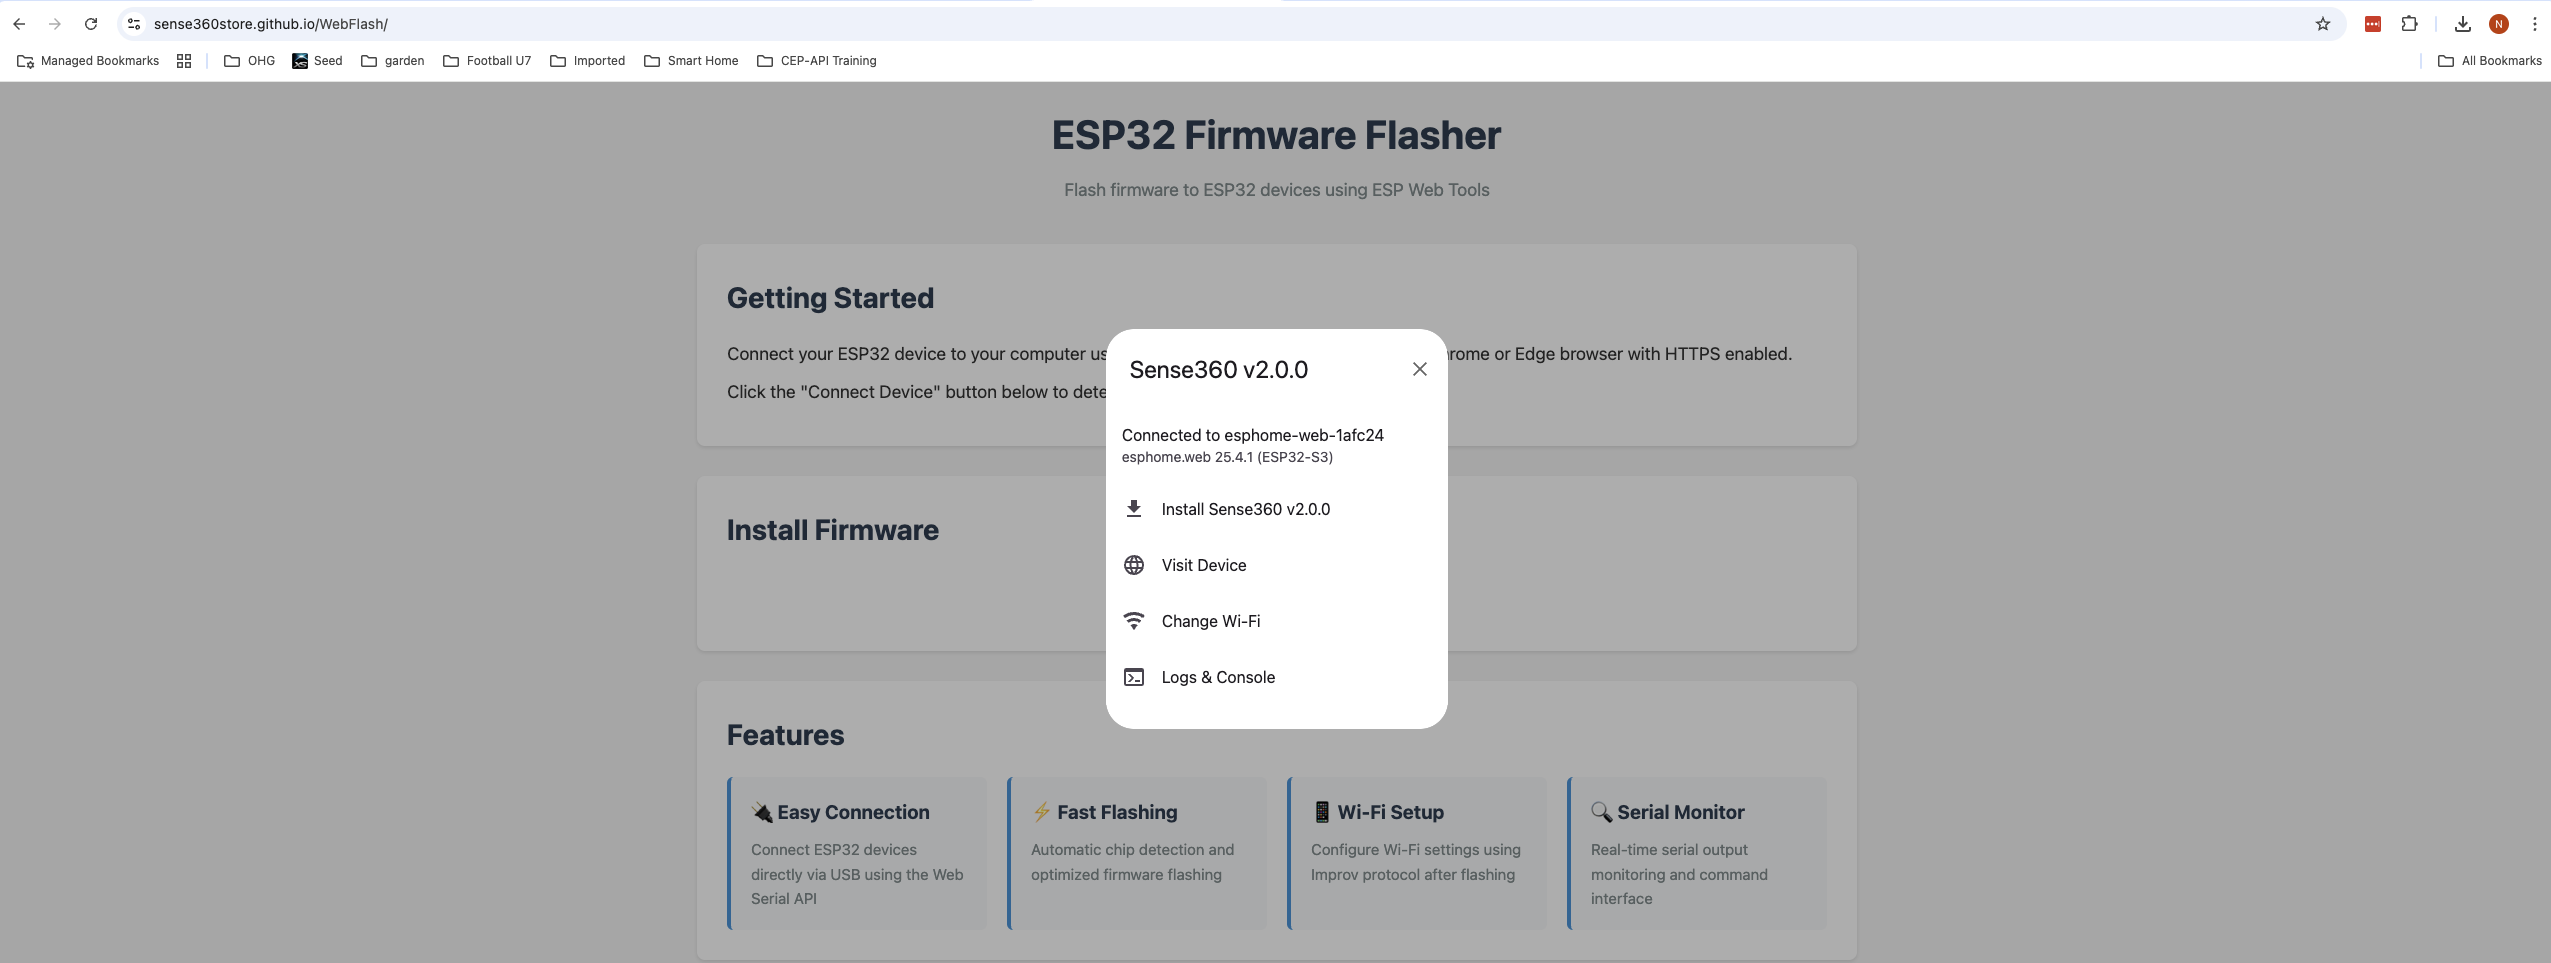 sense360store.github.io/WebFlash/
N
Managed Bookmarks
OHG
Seed
garden
Football U7
Imported
Smart Home
CEP-API Training
All Bookmarks
ESP32 Firmware Flasher
Flash firmware to ESP32 devices using ESP Web Tools
Getting Started
Connect your ESP32 device to your computer us
rome or Edge browser with HTTPS enabled.
Click the "Connect Device" button below to dete
Sense360 v2.0.0
Connected to esphome-web-1afc24
esphome.web 25.4.1 (ESP32-S3)
Install Sense360 v2.0.0
Visit Device
Change Wi-Fi
Logs & Console
Install Firmware
Features
🔌 Easy Connection
Connect ESP32 devices
directly via USB using the Web
Serial API
⚡ Fast Flashing
Automatic chip detection and
optimized firmware flashing
📱 Wi-Fi Setup
Configure Wi-Fi settings using
Improv protocol after flashing
🔍 Serial Monitor
Real-time serial output
monitoring and command
interface